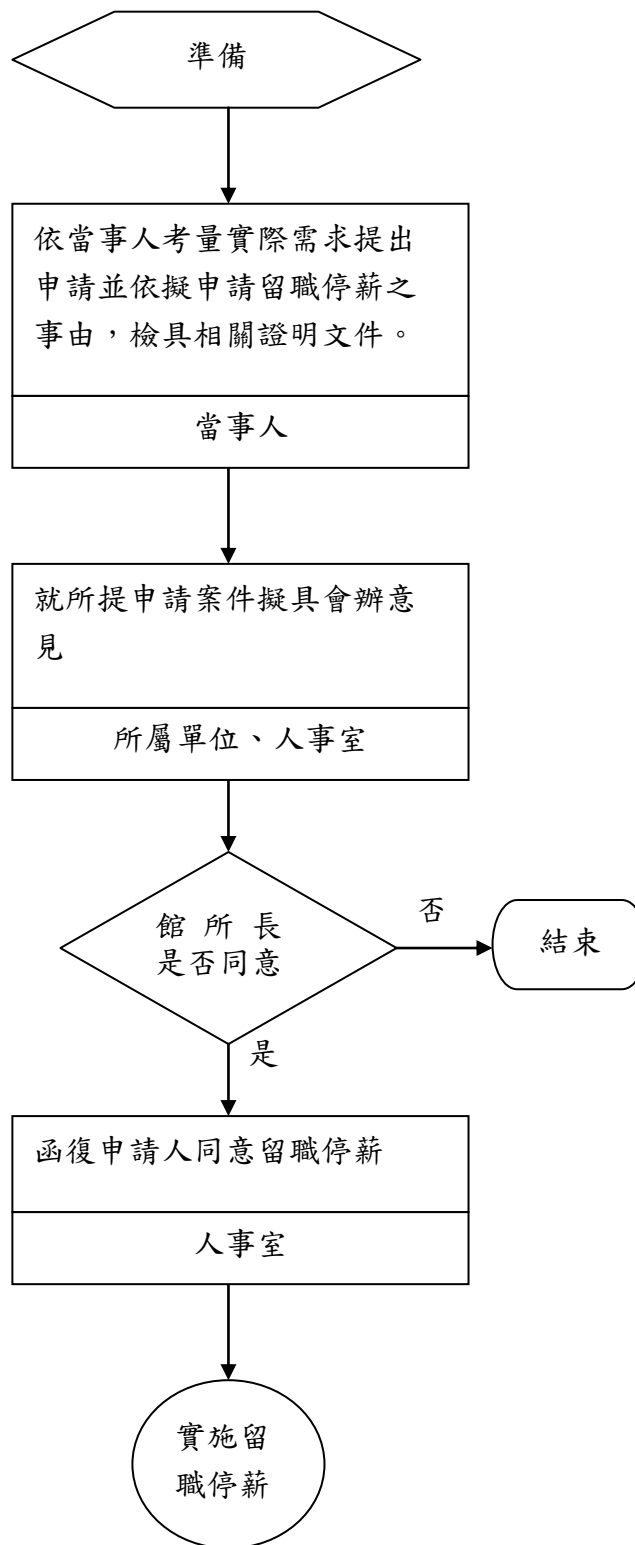 準備
依當事人考量實際需求提出
申請並依擬申請留職停薪之
事由，檢具相關證明文件。
當事人
就所提申請案件擬具會辦意
見
所屬單位、人事室
館 所 長
是否同意
否
結束
是
函復申請人同意留職停薪
人事室
實施留
職停薪